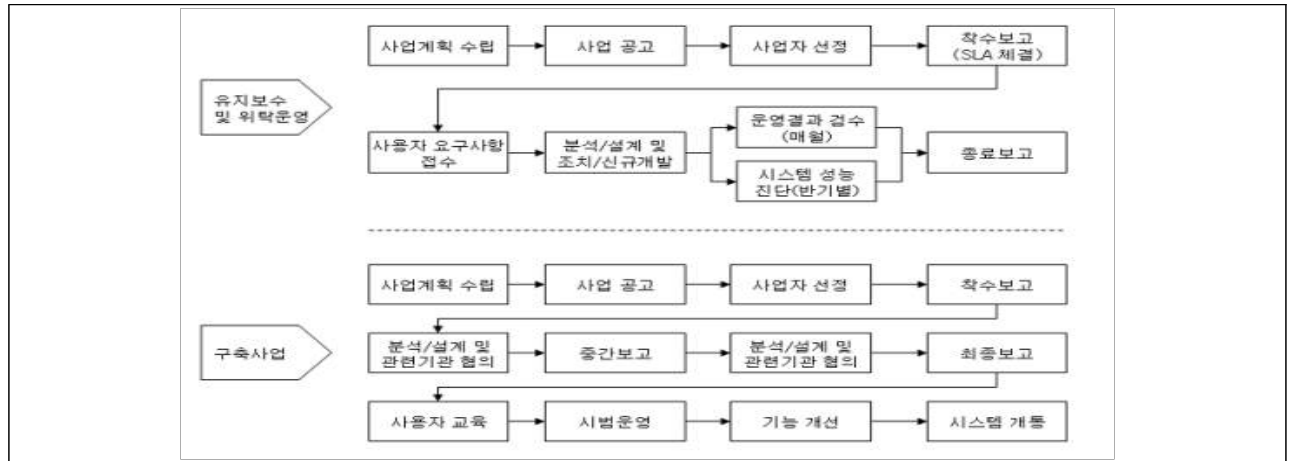 사업계획 수립
사업 공고
사업자 선정
착수보고
(SLA 체결)
유지보수
및 위탁운영
사용자 요구사항
접수
분석/설계 및
조치/신규개발
운영결과 검수
(매월)
시스템 성능
진단(반기별)
종료보고
사업계획 수립
사업 공고
사업자 선정
착수보고
구축사업
분석/설계 및
관련기관 협의
중간보고
분석/설계 및
관련기관 협의
최종보고
사용자 교육
시범운영
기능 개선
시스템 개통